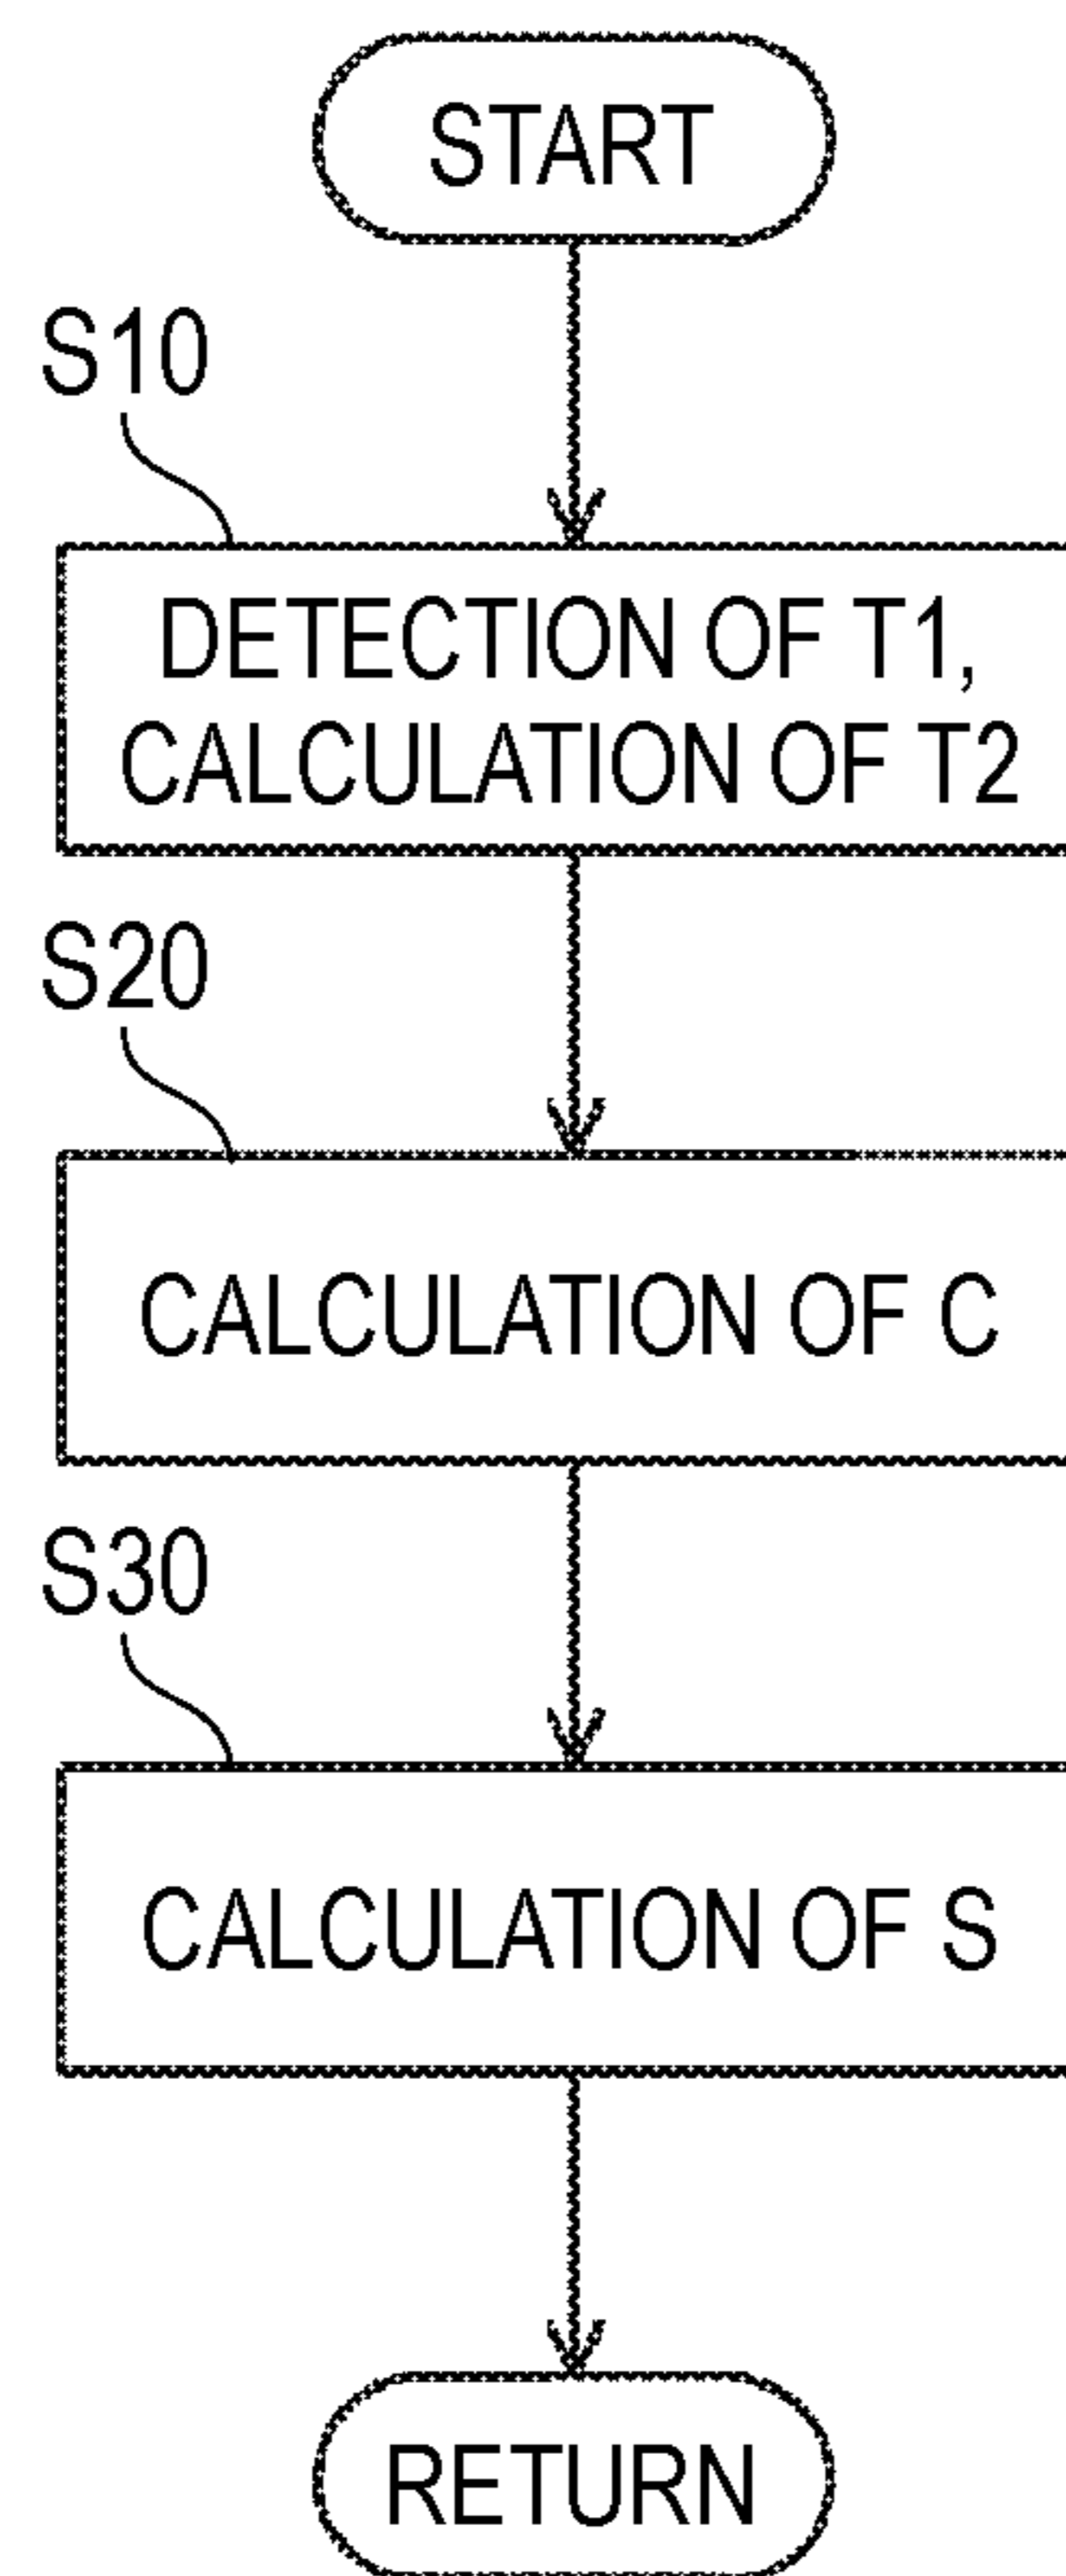 START
S10
DETECTION OF T1,
CALCULATION OF T2
S20
CALCULATION OF C
S30
CALCULATION OF S
RETURN